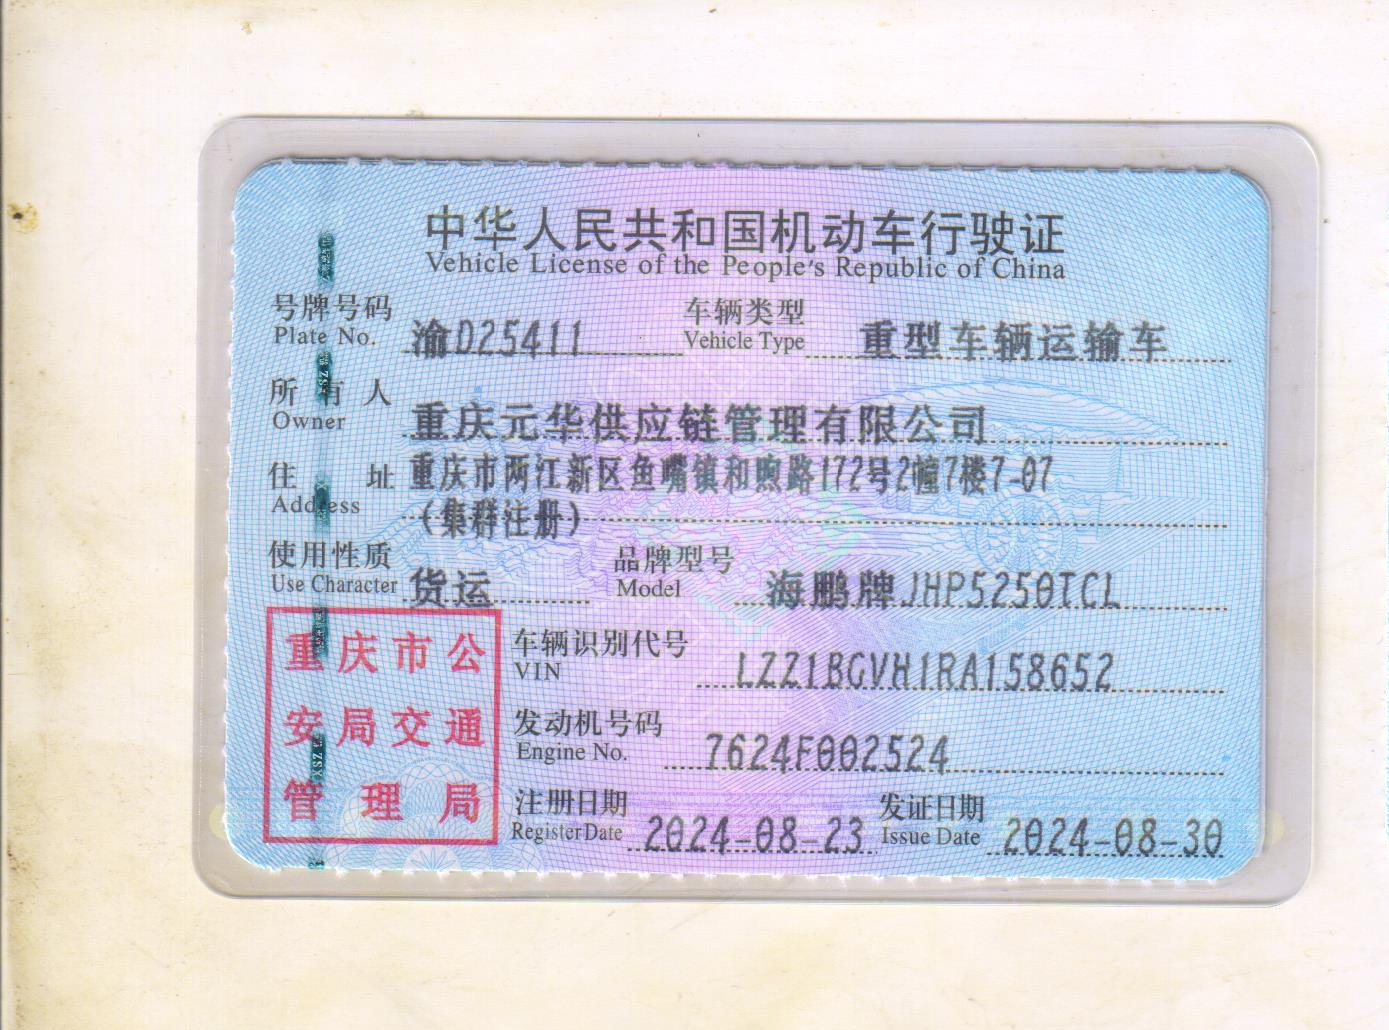 中华人民共和国机动车行驶证
Vehicle License of the People's Republic of China
号牌号码 渝D25411 车辆类型 重型车辆运输车
Plate No. Vehicle Type
所有人 重庆元华供应链管理有限公司
Owner
住址 重庆市两江新区鱼嘴镇和煦路172号2幢7楼7-07
Address (集群注册)
使用性质 货运 品牌型号 海鹏牌JHP5250TCL
Use Character Model
车辆识别代号 LZZ1BGVH1RA158652
VIN
发动机号码 7624F002524
Engine No.
注册日期 2024-08-23 发证日期 2024-08-30
Register Date Issue Date
重庆市公
安局交通
管理局